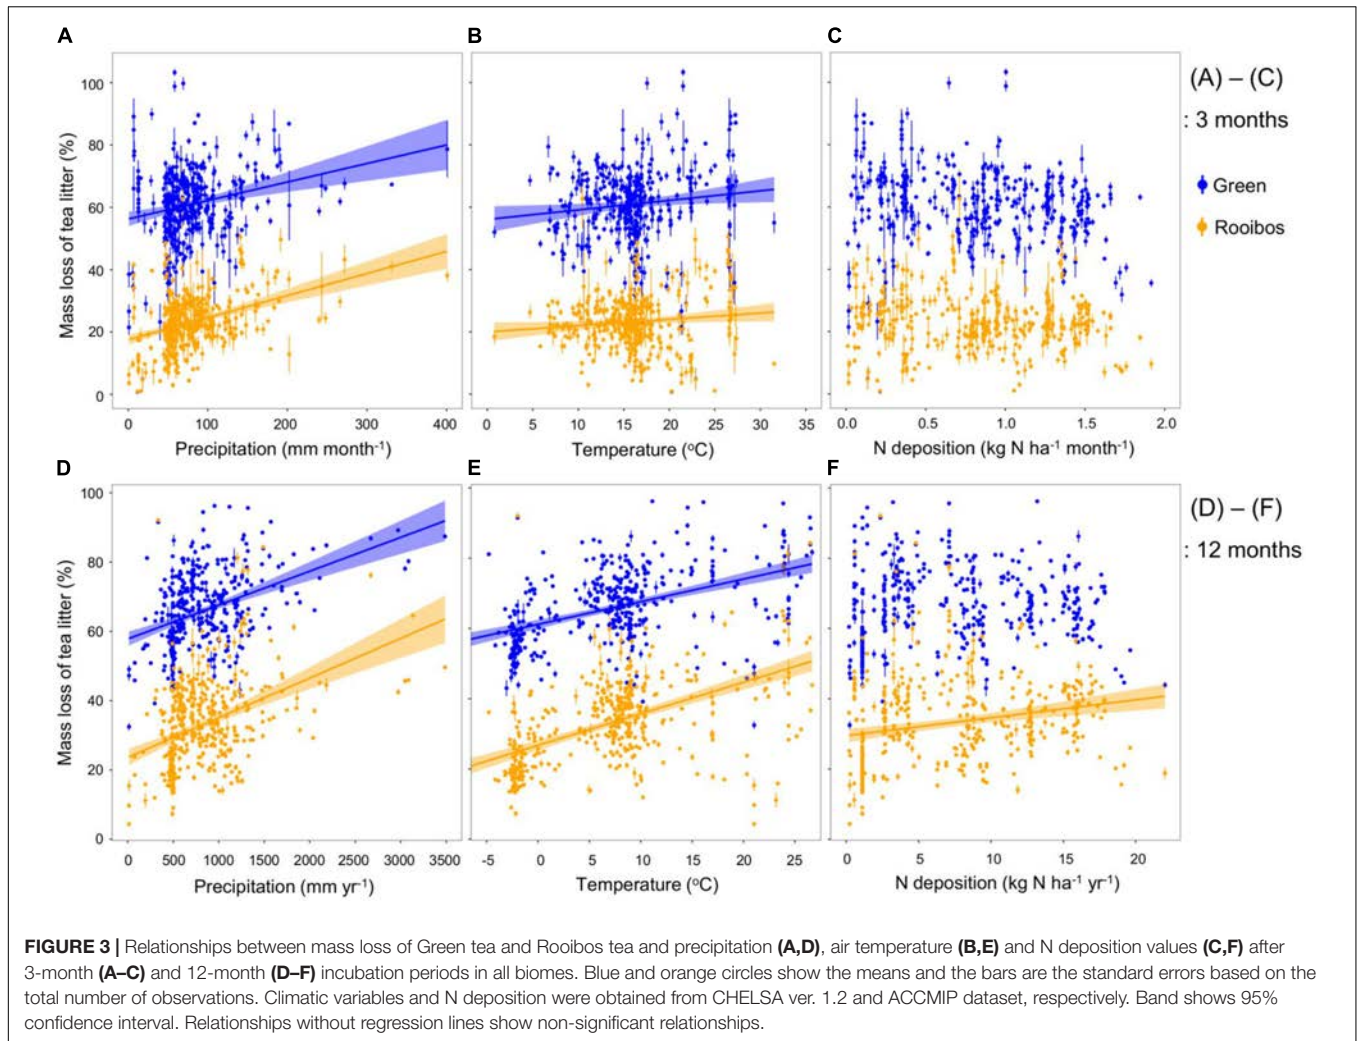 A
B
C
100
80
60
40
20
0
Mass loss of tea litter (%)
0 100 200 300 400
Precipitation (mm month-1)
0 5 10 15 20 25 30 35
Temperature (oC)
0.0 0.5 1.0 1.5 2.0
N deposition (kg N ha-1 month-1)
(A) – (C)
: 3 months
Green
Rooibos
D
E
F
100
80
60
40
20
0
Mass loss of tea litter (%)
0 500 1000 1500 2000 2500 3000 3500
Precipitation (mm yr-1)
-5 0 5 10 15 20 25
Temperature (oC)
0 5 10 15 20
N deposition (kg N ha-1 yr-1)
(D) – (F)
: 12 months
FIGURE 3 | Relationships between mass loss of Green tea and Rooibos tea and precipitation (A,D), air temperature (B,E) and N deposition values (C,F) after
3-month (A–C) and 12-month (D–F) incubation periods in all biomes. Blue and orange circles show the means and the bars are the standard errors based on the
total number of observations. Climatic variables and N deposition were obtained from CHELSA ver. 1.2 and ACCMIP dataset, respectively. Band shows 95%
confidence interval. Relationships without regression lines show non-significant relationships.